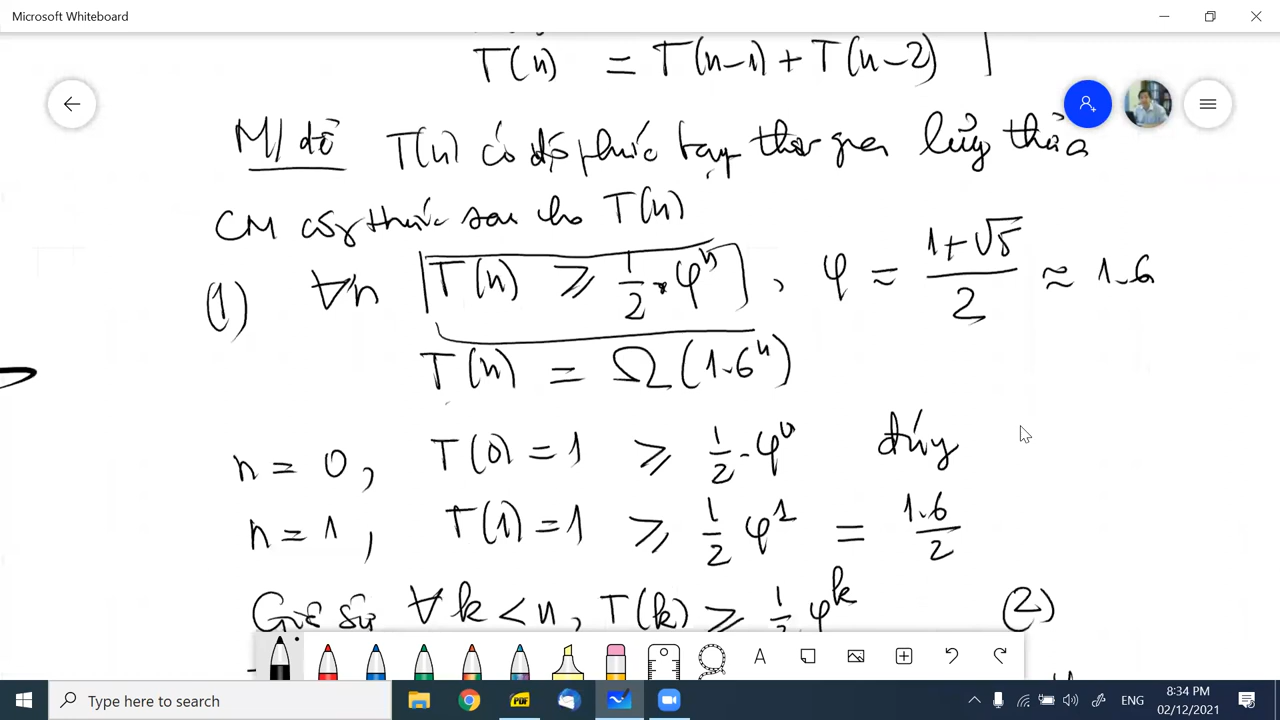 Microsoft Whiteboard
T(n) = T(n-1) + T(n-2) ]
Mệnh đề T(n) có độ phức tạp thời gian lũy thừa
CM công thức sau cho T(n)
(1) ∀n [T(n) ≥ 1/2 · φ^n], φ = (1+√5)/2 ≈ 1.6
T(n) = Ω(1.6^n)
n = 0, T(0) = 1 ≥ 1/2 · φ^0 đúng
n = 1, T(1) = 1 ≥ 1/2 φ^1 = 1.6/2
Giả sử ∀k < n, T(k) ≥ 1/2 φ^k (2)
A
Type here to search
PDF
ENG
8:34 PM
02/12/2021